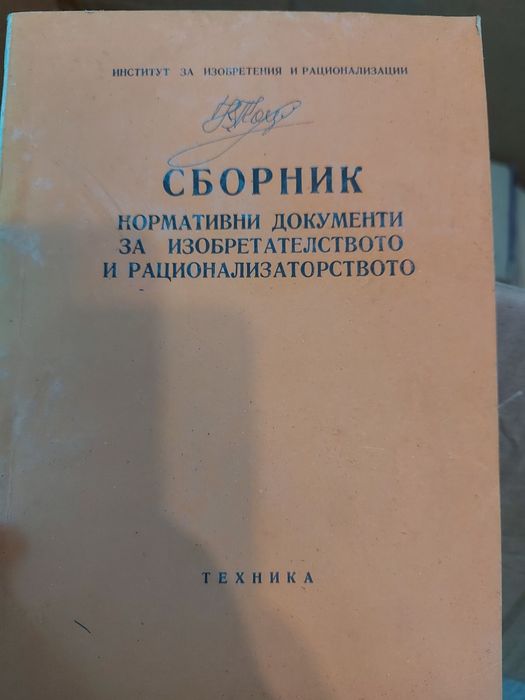 ИНСТИТУТ ЗА ИЗОБРЕТЕНИЯ И РАЦИОНАЛИЗАЦИИ
СБОРНИК
НОРМАТИВНИ ДОКУМЕНТИ
ЗА ИЗОБРЕТАТЕЛСТВОТО
И РАЦИОНАЛИЗАТОРСТВОТО
ТЕХНИКА